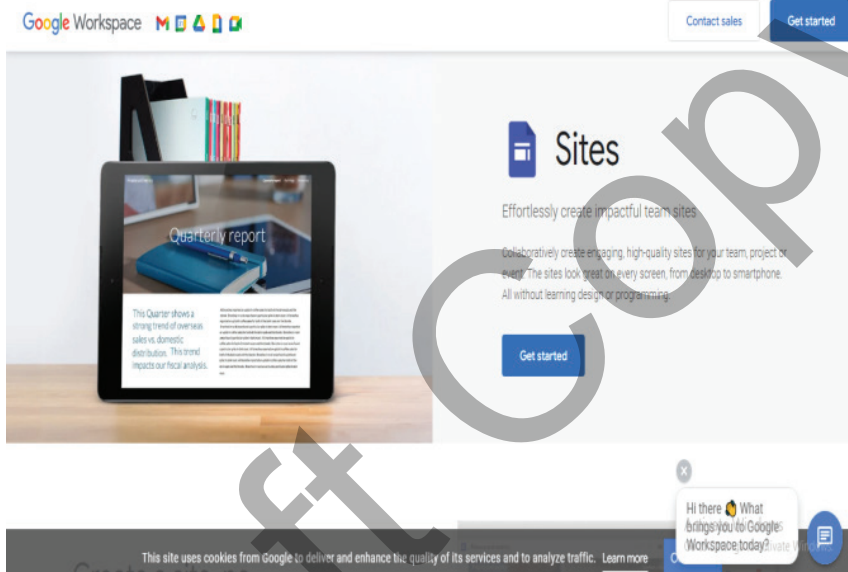 Google Workspace
Contact sales
Get started
Quarterly report
This Quarter shows a
strong trend of overseas
sales vs. domestic
distribution. This trend
impacts our fiscal analysis.
Sites
Effortlessly create impactful team sites
Collaboratively create engaging, high-quality sites for your team, project or
event. The sites look great on every screen, from desktop to smartphone.
All without learning design or programming.
Get started
Hi there 👋 What
brings you to Google
Workspace today?
This site uses cookies from Google to deliver and enhance the quality of its services and to analyze traffic. Learn more
ft Cop